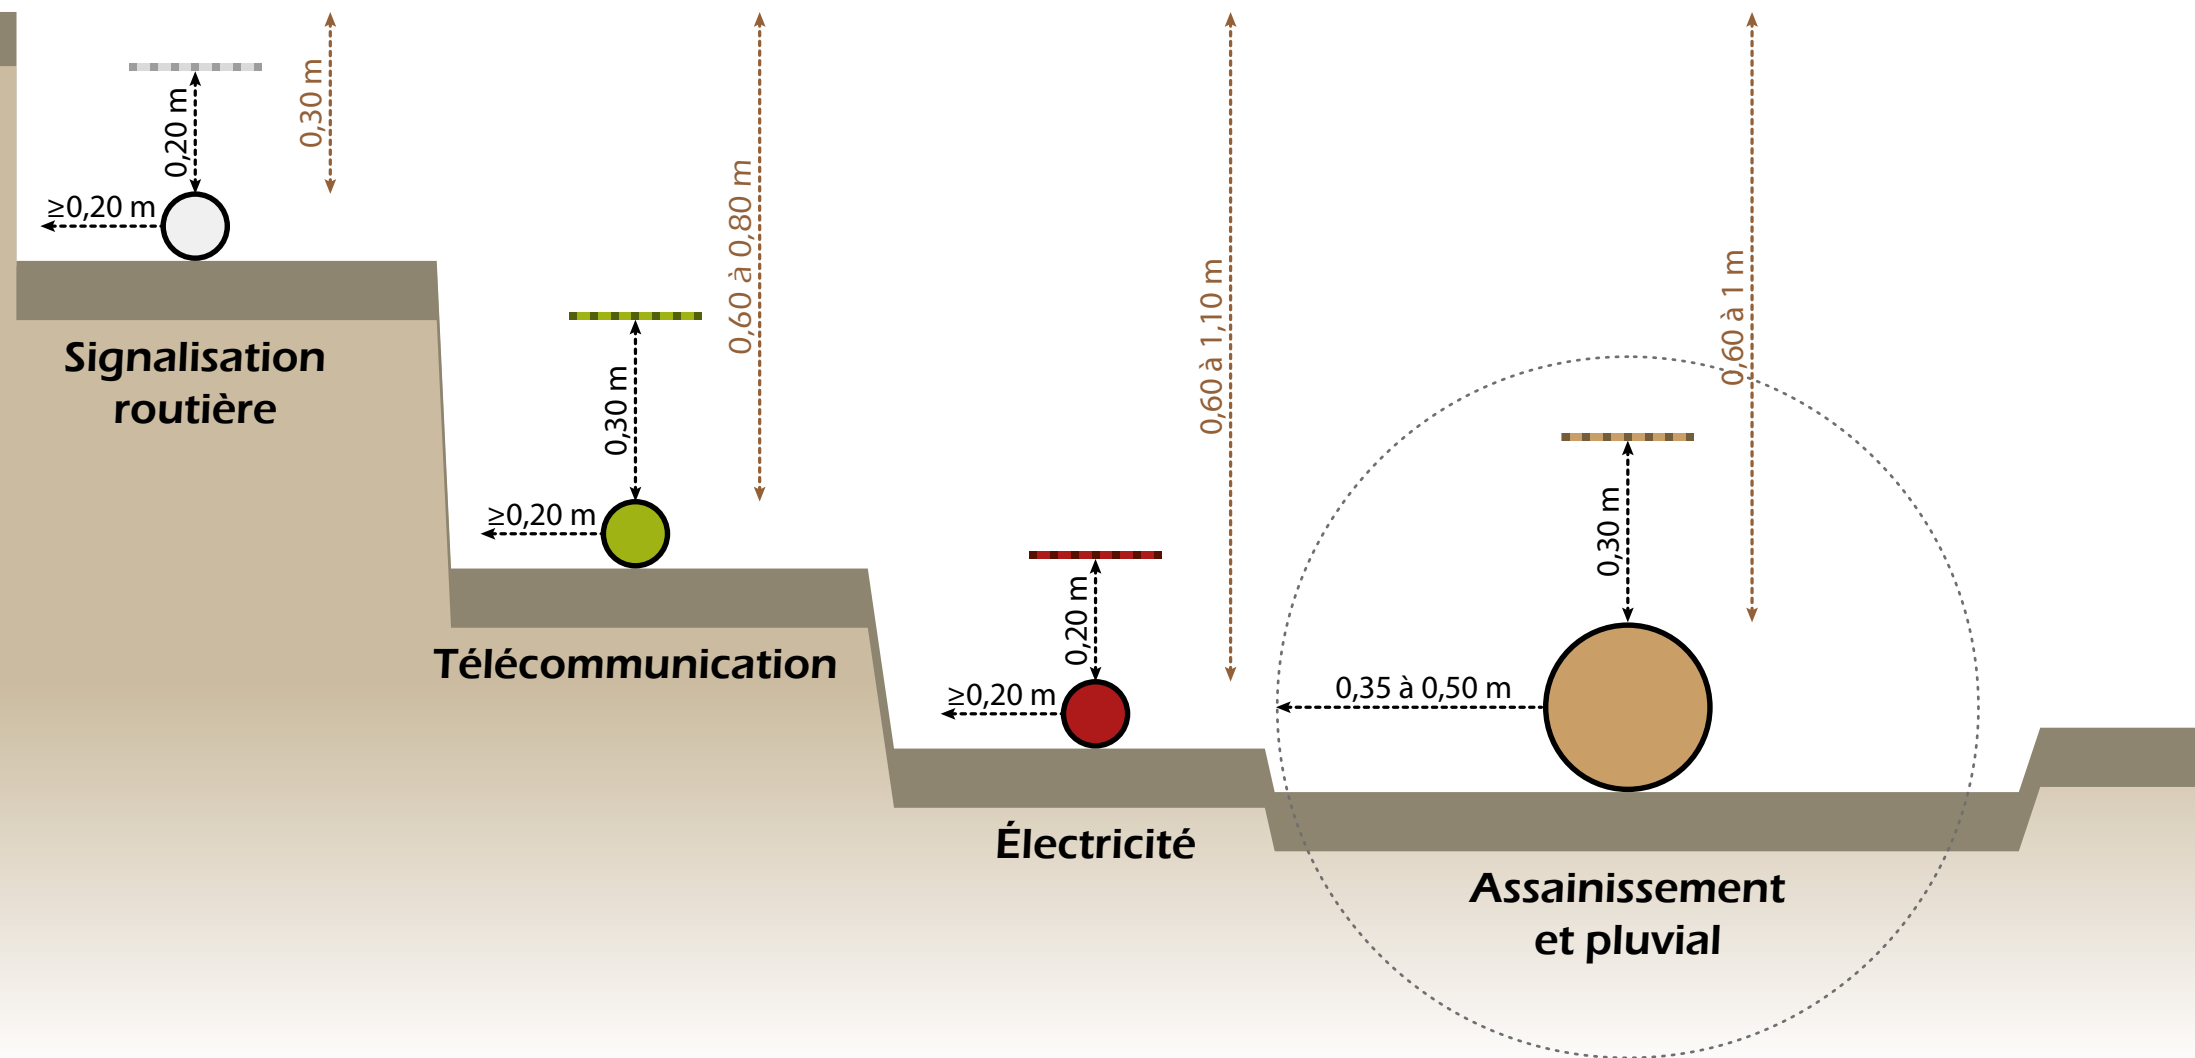 0,30 m
0,20 m
≥0,20 m
Signalisation
routière
0,60 à 0,80 m
0,30 m
≥0,20 m
Télécommunication
0,60 à 1,10 m
0,20 m
≥0,20 m
Électricité
0,60 à 1 m
0,30 m
0,35 à 0,50 m
Assainissement
et pluvial